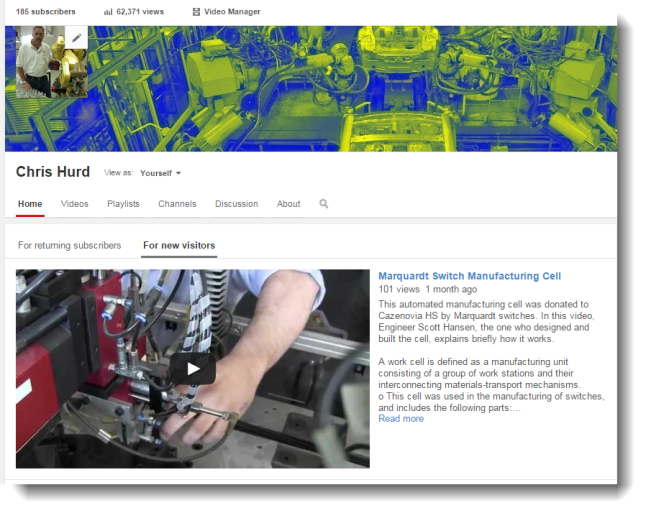 185 subscribers 62,371 views Video Manager
Chris Hurd View as: Yourself
Home Videos Playlists Channels Discussion About
For returning subscribers For new visitors
Marquardt Switch Manufacturing Cell
101 views 1 month ago
This automated manufacturing cell was donated to
Cazenovia HS by Marquardt switches. In this video,
Engineer Scott Hansen, the one who designed and
built the cell, explains briefly how it works.
A work cell is defined as a manufacturing unit
consisting of a group of work stations and their
interconnecting materials-transport mechanisms.
o This cell was used in the manufacturing of switches,
and includes the following parts:...
Read more